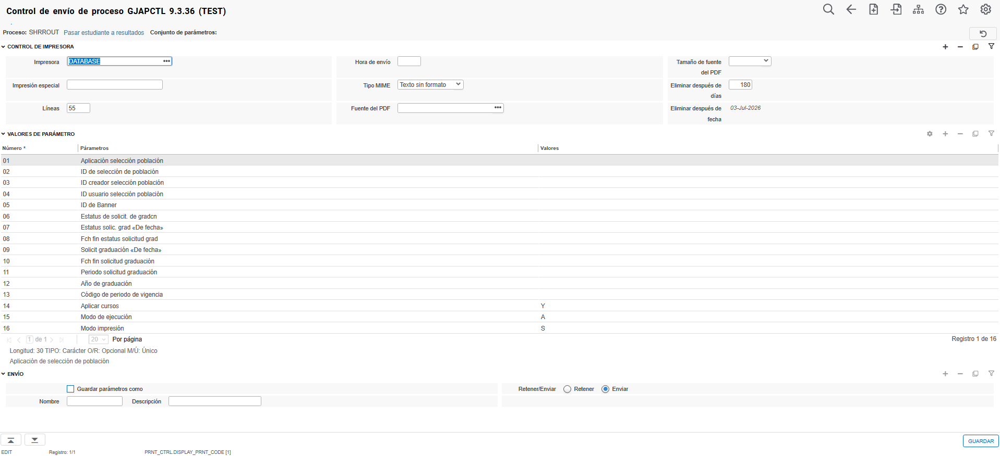 Control de envío de proceso GJAPCTL 9.3.36 (TEST)
Proceso: SHRROUT Pasar estudiante a resultados Conjunto de parámetros:
CONTROL DE IMPRESORA
Impresora DATABASE Hora de envío Tamaño de fuente del PDF
Impresión especial Tipo MIME Texto sin formato Eliminar después de días 180
Líneas 55 Fuente del PDF Eliminar después de fecha 03-Jul-2026
VALORES DE PARÁMETRO
Número * Párametros Valores
01 Aplicación selección población
02 ID de selección de población
03 ID creador selección población
04 ID usuario selección población
05 ID de Banner
06 Estatus de solicit. de gradcn
07 Estatus solic. grad «De fecha»
08 Fch fin estatus solicitud grad
09 Solicit graduación «De fecha»
10 Fch fin solicitud graduación
11 Periodo solicitud graduación
12 Año de graduación
13 Código de periodo de vigencia
14 Aplicar cursos Y
15 Modo de ejecución A
16 Modo impresión S
1 de 1 20 Por página Registro 1 de 16
Longitud: 30 TIPO: Carácter O/R: Opcional M/Ú: Único
Aplicación de selección de población
ENVÍO
Guardar parámetros como Retener/Enviar Retener Enviar
Nombre Descripción
GUARDAR
EDIT Registro: 1/1 PRNT_CTRL.DISPLAY_PRNT_CODE [1]